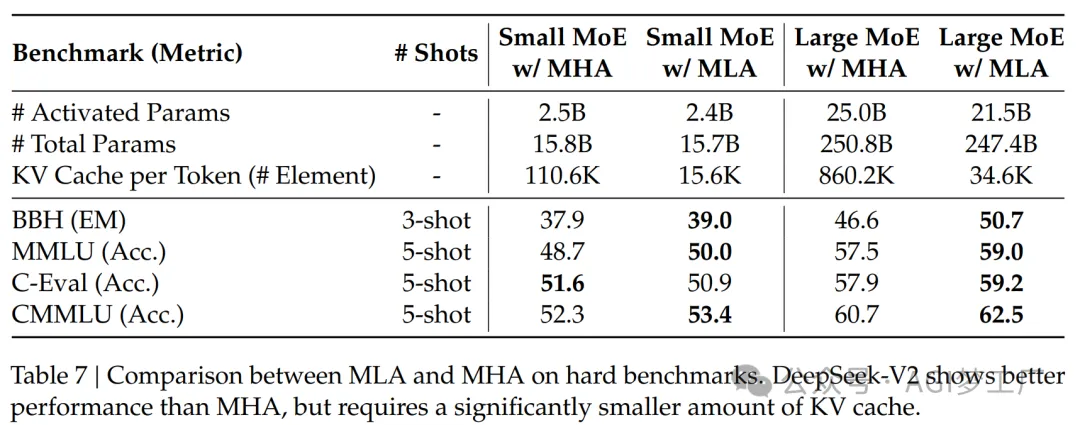 Benchmark (Metric) # Shots Small MoE w/ MHA Small MoE w/ MLA Large MoE w/ MHA Large MoE w/ MLA
# Activated Params - 2.5B 2.4B 25.0B 21.5B
# Total Params - 15.8B 15.7B 250.8B 247.4B
KV Cache per Token (# Element) - 110.6K 15.6K 860.2K 34.6K
BBH (EM) 3-shot 37.9 39.0 46.6 50.7
MMLU (Acc.) 5-shot 48.7 50.0 57.5 59.0
C-Eval (Acc.) 5-shot 51.6 50.9 57.9 59.2
CMMLU (Acc.) 5-shot 52.3 53.4 60.7 62.5
Table 7 | Comparison between MLA and MHA on hard benchmarks. DeepSeek-V2 shows better
performance than MHA, but requires a significantly smaller amount of KV cache.
公众号 · AGI梦工厂